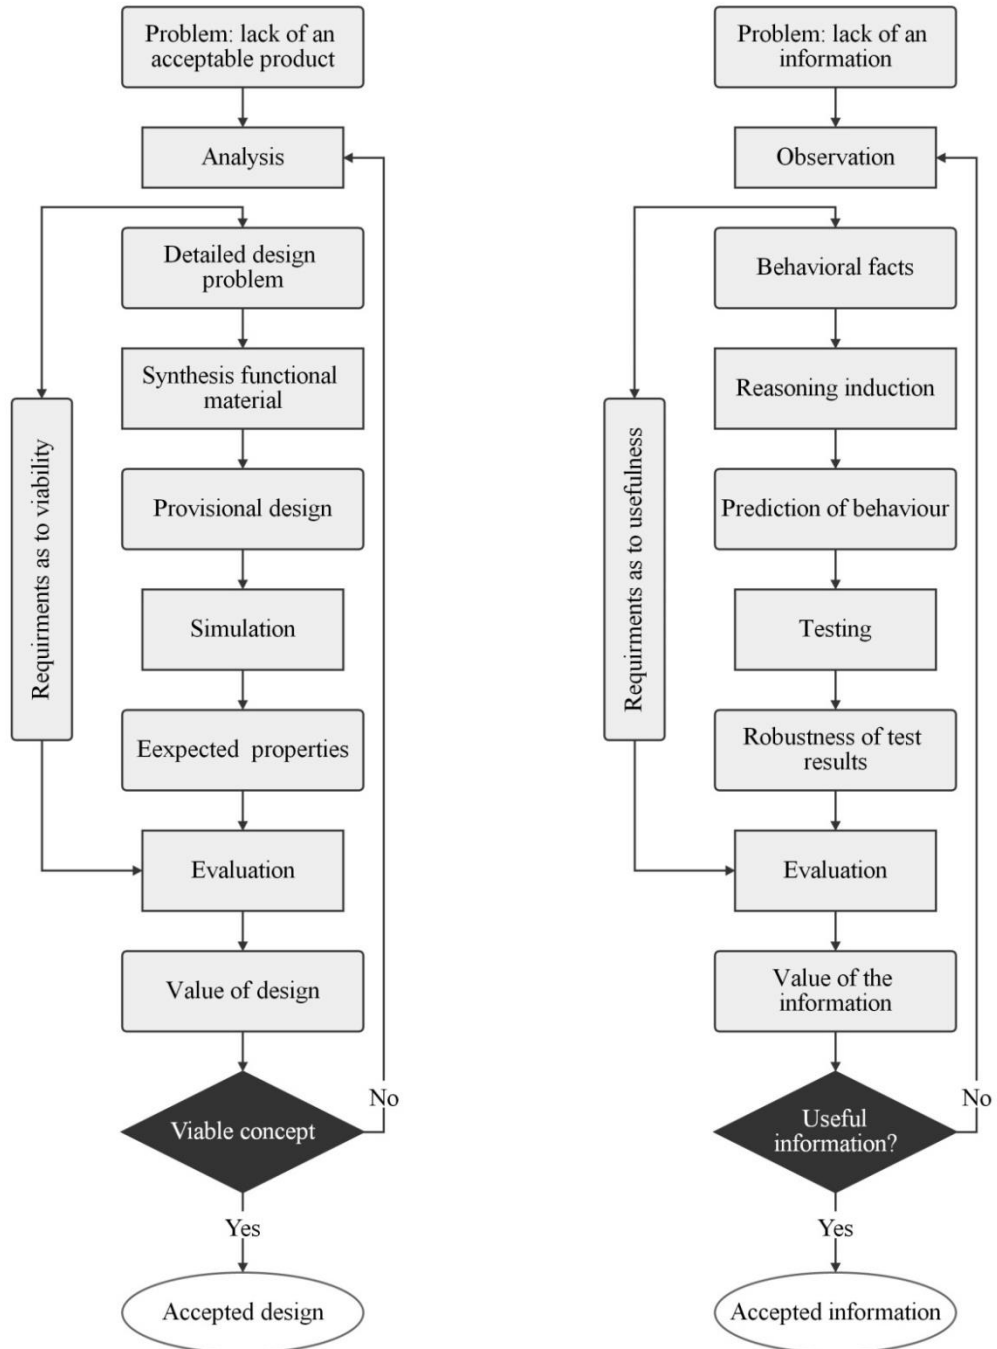 Problem: lack of an
acceptable product
Analysis
Detailed design
problem
Synthesis functional
material
Requirments as to viability
Provisional design
Simulation
Eexpected  properties
Evaluation
Value of design
No
Viable concept
Yes
Accepted design
Problem: lack of an
information
Observation
Behavioral facts
Reasoning induction
Requirments as to usefulness
Prediction of behaviour
Testing
Robustness of test
results
Evaluation
Value of the
information
No
Useful
information?
Yes
Accepted information